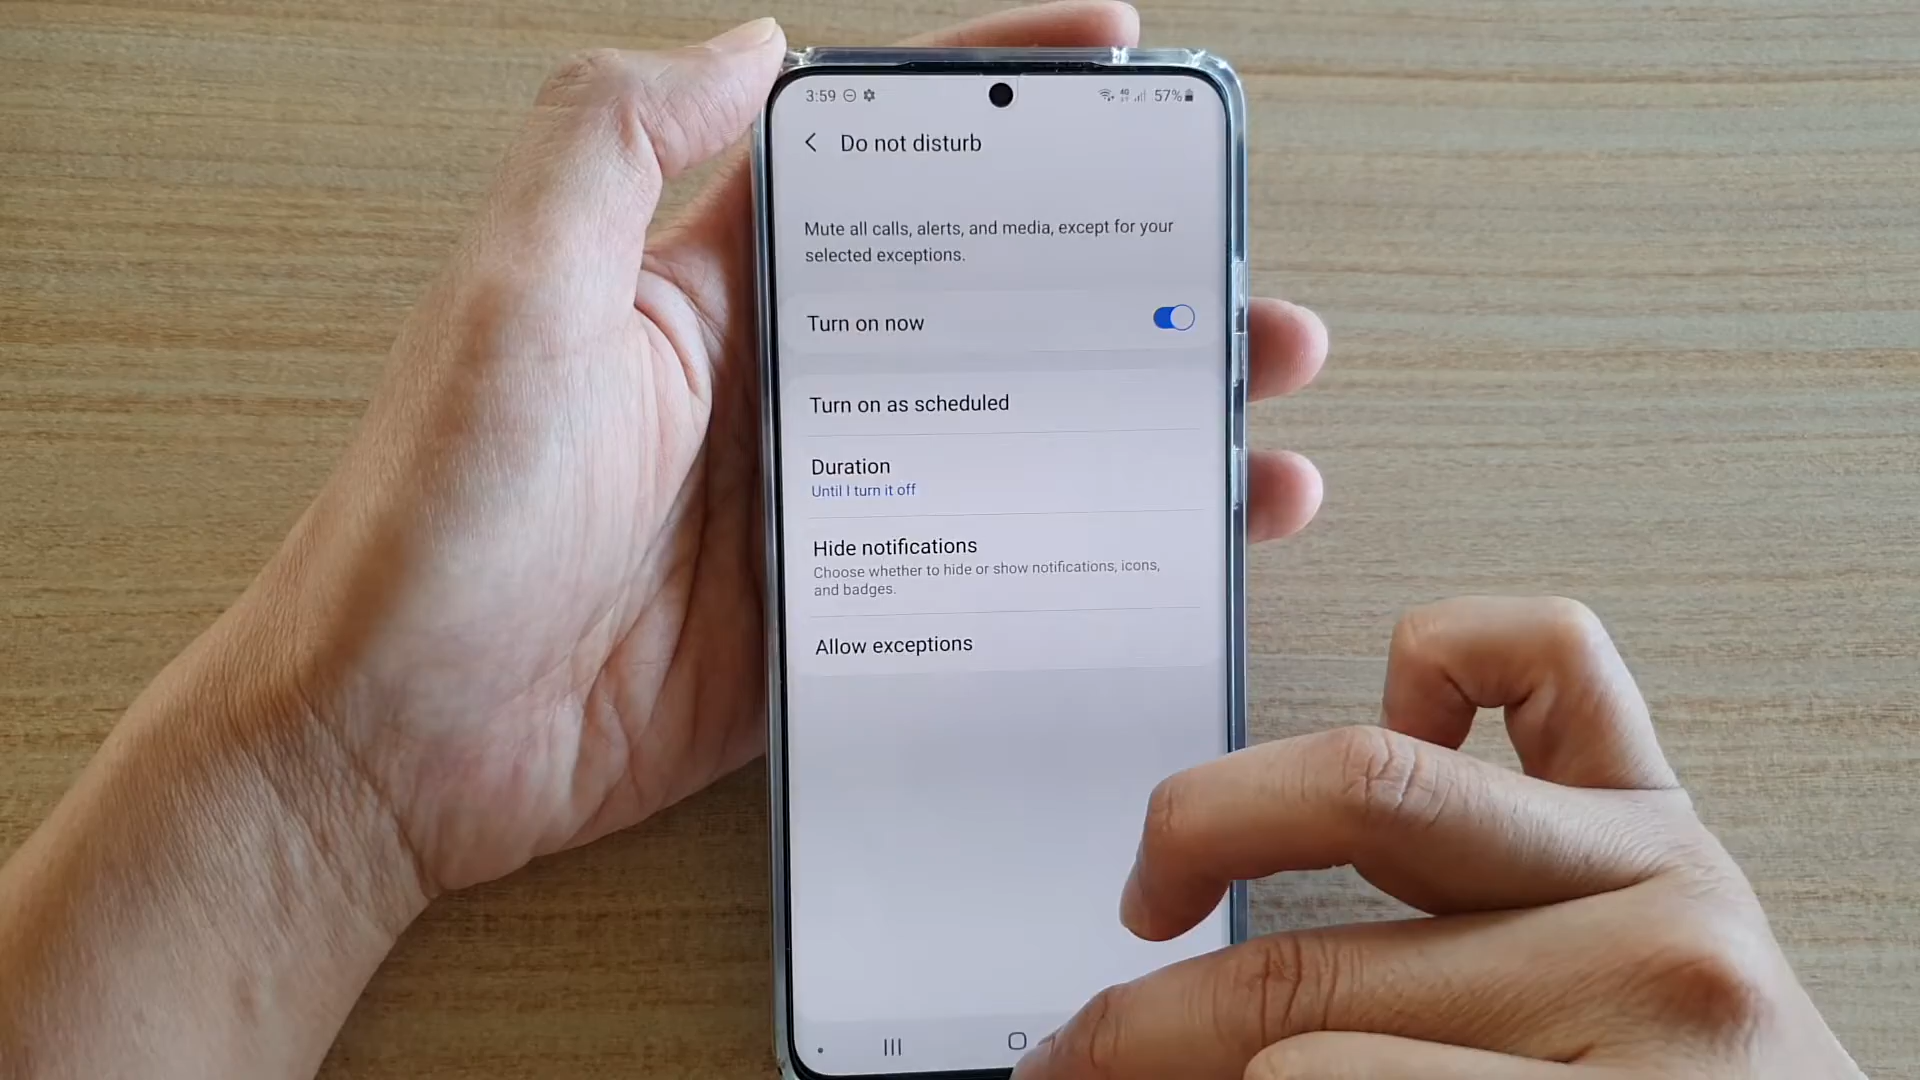 3:59
57%
Do not disturb
Mute all calls, alerts, and media, except for your
selected exceptions.
Turn on now
Turn on as scheduled
Duration
Until I turn it off
Hide notifications
Choose whether to hide or show notifications, icons,
and badges.
Allow exceptions